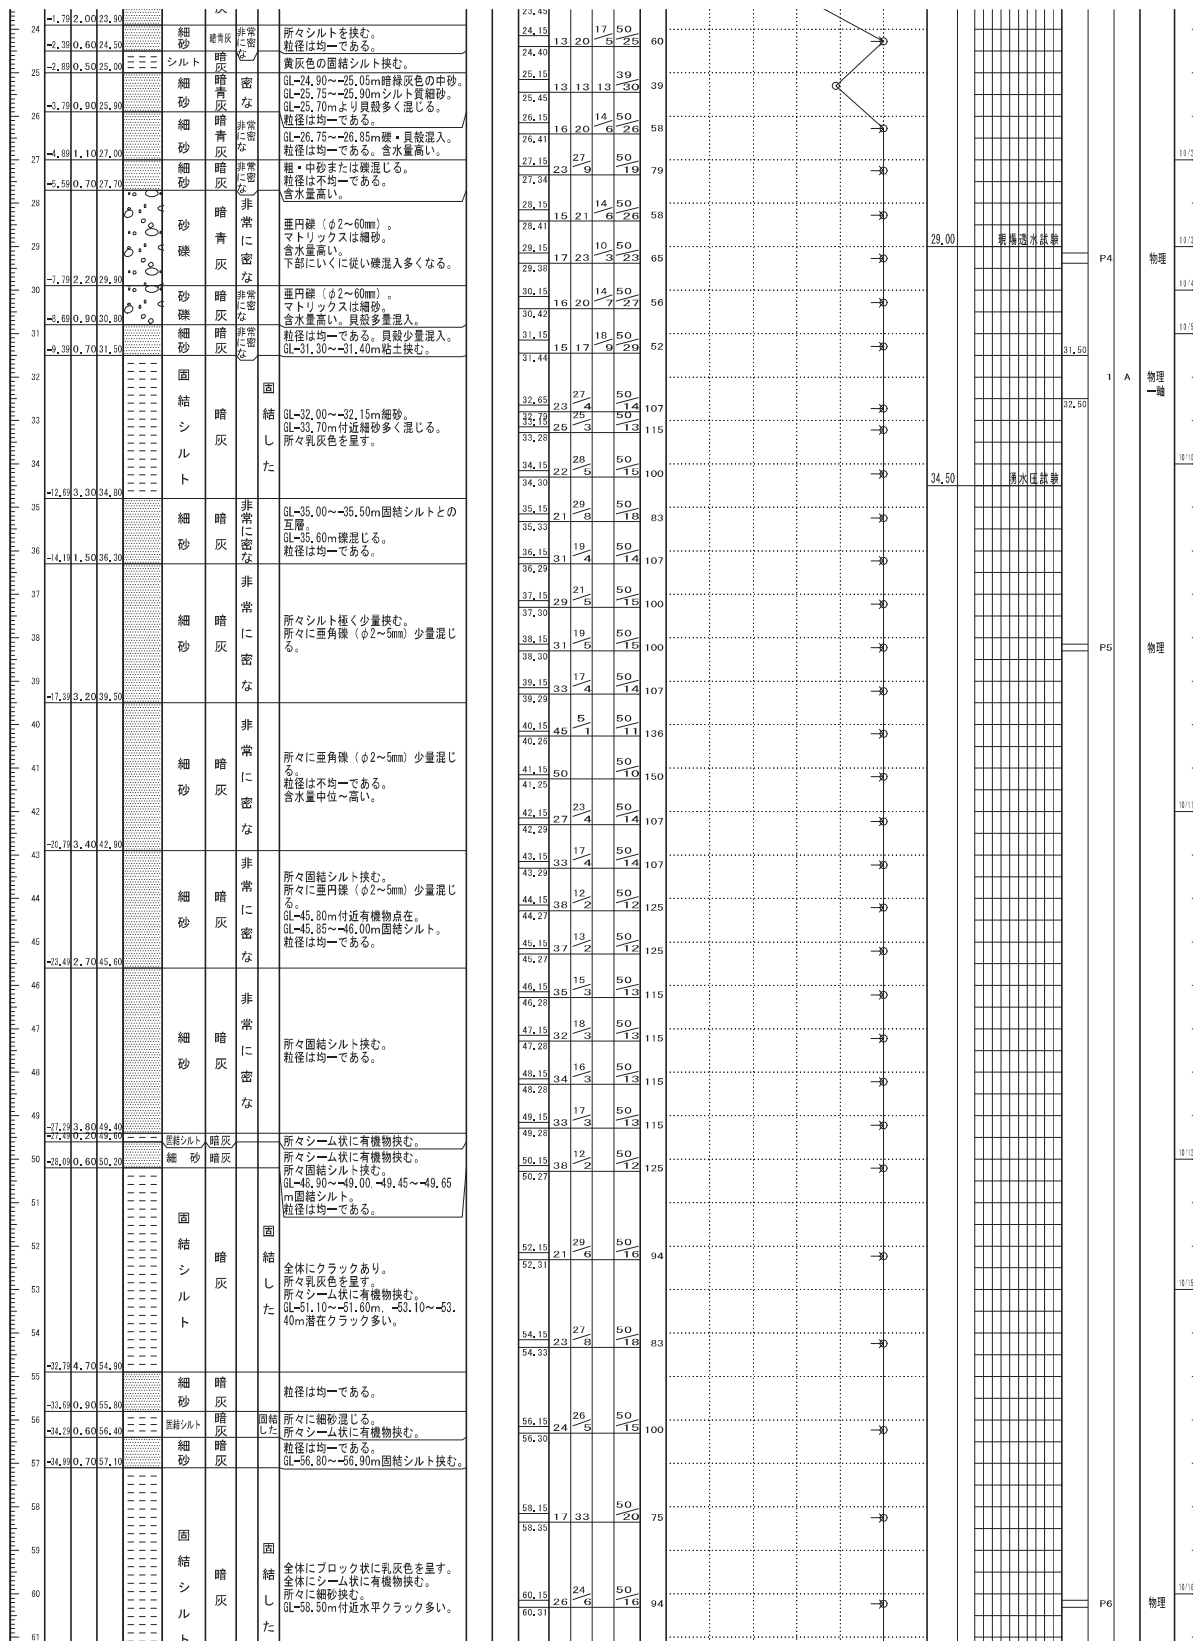 -1.79 2.00 23.90 灰
24 -2.39 0.60 24.50 細砂 暗青灰 非常に密な 所々シルトを挟む。
粒径は均一である。
-2.89 0.50 25.00 シルト 暗灰 黄灰色の固結シルト挟む。
25 -3.79 0.90 25.90 細砂 暗青灰 密な GL-24.90〜-25.05m暗緑灰色の中砂。
GL-25.75〜-25.90mシルト質細砂。
GL-25.70mより貝殻多く混じる。
粒径は均一である。
26 -4.89 1.10 27.00 細砂 暗青灰 非常に密な GL-26.75〜-26.85m礫・貝殻混入。
粒径は均一である。含水量高い。
27 -5.59 0.70 27.70 細砂 暗灰 非常に密な 粗・中砂または礫混じる。
粒径は不均一である。
含水量高い。
28 29 -7.79 2.20 29.90 砂礫 暗青灰 非常に密な 亜円礫(φ2〜60mm)。
マトリックスは細砂。
含水量高い。
下部にいくに従い礫混入多くなる。
30 -8.69 0.90 30.80 砂礫 暗灰 非常に密な 亜円礫(φ2〜60mm)。
マトリックスは細砂。
含水量高い。貝殻多量混入。
31 -9.39 0.70 31.50 細砂 暗灰 非常に密な 粒径は均一である。貝殻少量混入。
GL-31.30〜-31.40m粘土挟む。
32 33 34 -12.69 3.30 34.80 固結シルト 暗灰 固結した GL-32.00〜-32.15m細砂。
GL-33.70m付近細砂多く混じる。
所々乳灰色を呈す。
35 36 -14.19 1.50 36.30 細砂 暗灰 非常に密な GL-35.00〜-35.50m固結シルトとの
互層。
GL-35.60m礫混じる。
粒径は均一である。
37 38 39 -17.39 3.20 39.50 細砂 暗灰 非常に密な 所々シルト極く少量挟む。
所々に亜角礫(φ2〜5mm)少量混じ
る。
40 41 42 -20.79 3.40 42.90 細砂 暗灰 非常に密な 所々に亜角礫(φ2〜5mm)少量混じ
る。
粒径は不均一である。
含水量中位〜高い。
43 44 45 -23.49 2.70 45.60 細砂 暗灰 非常に密な 所々固結シルト挟む。
所々に亜円礫(φ2〜5mm)少量混じ
る。
GL-45.80m付近有機物点在。
GL-45.85〜-46.00m固結シルト。
粒径は均一である。
46 47 48 49 -27.29 3.80 49.40 細砂 暗灰 非常に密な 所々固結シルト挟む。
粒径は均一である。
-27.49 0.20 49.60 固結シルト 暗灰 所々シーム状に有機物挟む。
50 -28.09 0.60 50.20 細砂 暗灰 所々シーム状に有機物挟む。
所々固結シルト挟む。
GL-48.90〜-49.00,-49.45〜-49.65
m固結シルト。
粒径は均一である。
51 52 53 54 -32.79 4.70 54.90 固結シルト 暗灰 固結した 全体にクラックあり。
所々乳灰色を呈す。
所々シーム状に有機物挟む。
GL-51.10〜-51.60m, -53.10〜-53.
40m潜在クラック多い。
55 -33.69 0.90 55.80 細砂 暗灰 粒径は均一である。
56 -34.29 0.60 56.40 固結シルト 暗灰 固結した 所々に細砂混じる。
所々シーム状に有機物挟む。
57 -34.99 0.70 57.10 細砂 暗灰 粒径は均一である。
GL-56.80〜-56.90m固結シルト挟む。
58 59 60 61 固結シルト 暗灰 固結した 全体にブロック状に乳灰色を呈す。
全体にシーム状に有機物挟む。
所々に細砂挟む。
GL-58.50m付近水平クラック多い。
23.45
24.15 24.40 13 20 17/5 50/25 60
25.15 25.45 13 13 13 39/30 39
26.15 26.41 16 20 14/6 50/26 58
27.15 27.34 23 27/9 50/19 79
28.15 28.41 15 21 14/6 50/26 58
29.15 29.38 17 23 10/3 50/23 65
30.15 30.42 16 20 14/7 50/27 56
31.15 31.44 15 17 18/9 50/29 52
32.65 32.79 23 27/4 50/14 107
33.15 33.28 25 25/3 50/13 115
34.15 34.30 22 28/5 50/15 100
35.15 35.33 21 29/8 50/18 83
36.15 36.29 31 19/4 50/14 107
37.15 37.30 29 21/5 50/15 100
38.15 38.30 31 19/5 50/15 100
39.15 39.29 33 17/4 50/14 107
40.15 40.26 45 5/1 50/11 136
41.15 41.25 50 50/10 150
42.15 42.29 27 23/4 50/14 107
43.15 43.29 33 17/4 50/14 107
44.15 44.27 38 12/2 50/12 125
45.15 45.27 37 13/2 50/12 125
46.15 46.28 35 15/3 50/13 115
47.15 47.28 32 18/3 50/13 115
48.15 48.28 34 16/3 50/13 115
49.15 49.28 33 17/3 50/13 115
50.15 50.27 38 12/2 50/12 125
52.15 52.31 21 29/6 50/16 94
54.15 54.33 23 27/8 50/18 83
56.15 56.30 24 26/5 50/15 100
58.15 58.35 17 33 50/20 75
60.15 60.31 26 24/6 50/16 94
29.00 現場透水試験
P4 物理
31.50
1 A 物理
一軸
32.50
34.50 湧水圧試験
P5 物理
P6 物理
10/4
10/5
10/10
10/11
10/12
10/15
10/16